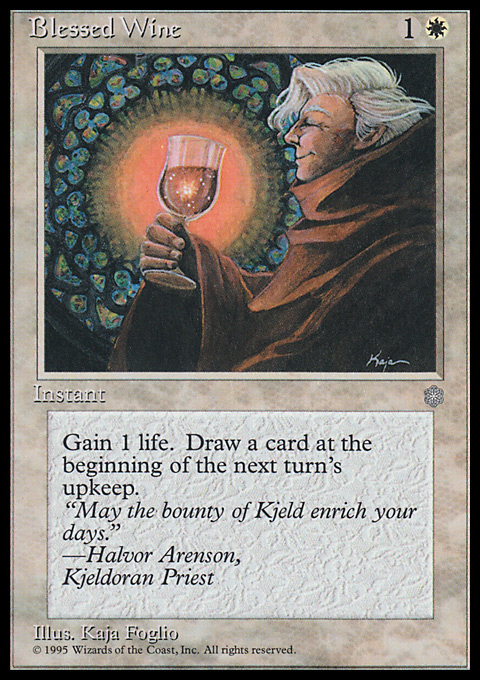 Blessed Wine 1
Kaja
Instant
Gain 1 life. Draw a card at the
beginning of the next turn's
upkeep.
“May the bounty of Kjeld enrich your
days.”
—Halvor Arenson,
Kjeldoran Priest
Illus. Kaja Foglio
© 1995 Wizards of the Coast, Inc. All rights reserved.